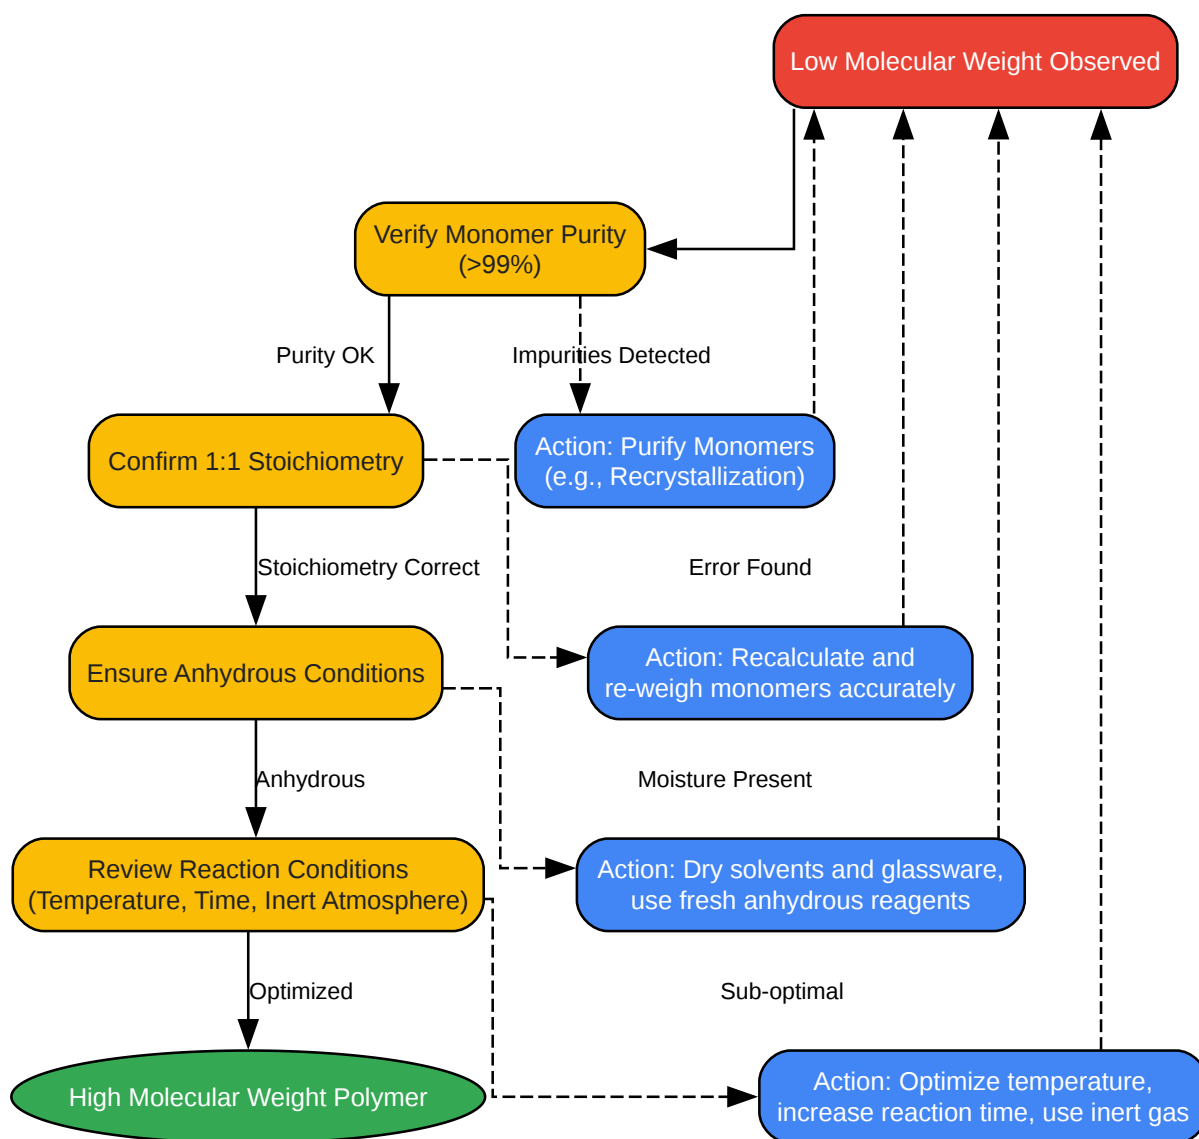 Low Molecular Weight Observed
Verify Monomer Purity
(>99%)
Purity OK
Impurities Detected
Confirm 1:1 Stoichiometry
Action: Purify Monomers
(e.g., Recrystallization)
Stoichiometry Correct
Error Found
Ensure Anhydrous Conditions
Action: Recalculate and
re-weigh monomers accurately
Anhydrous
Moisture Present
Review Reaction Conditions
(Temperature, Time, Inert Atmosphere)
Action: Dry solvents and glassware,
use fresh anhydrous reagents
Optimized
Sub-optimal
High Molecular Weight Polymer
Action: Optimize temperature,
increase reaction time, use inert gas